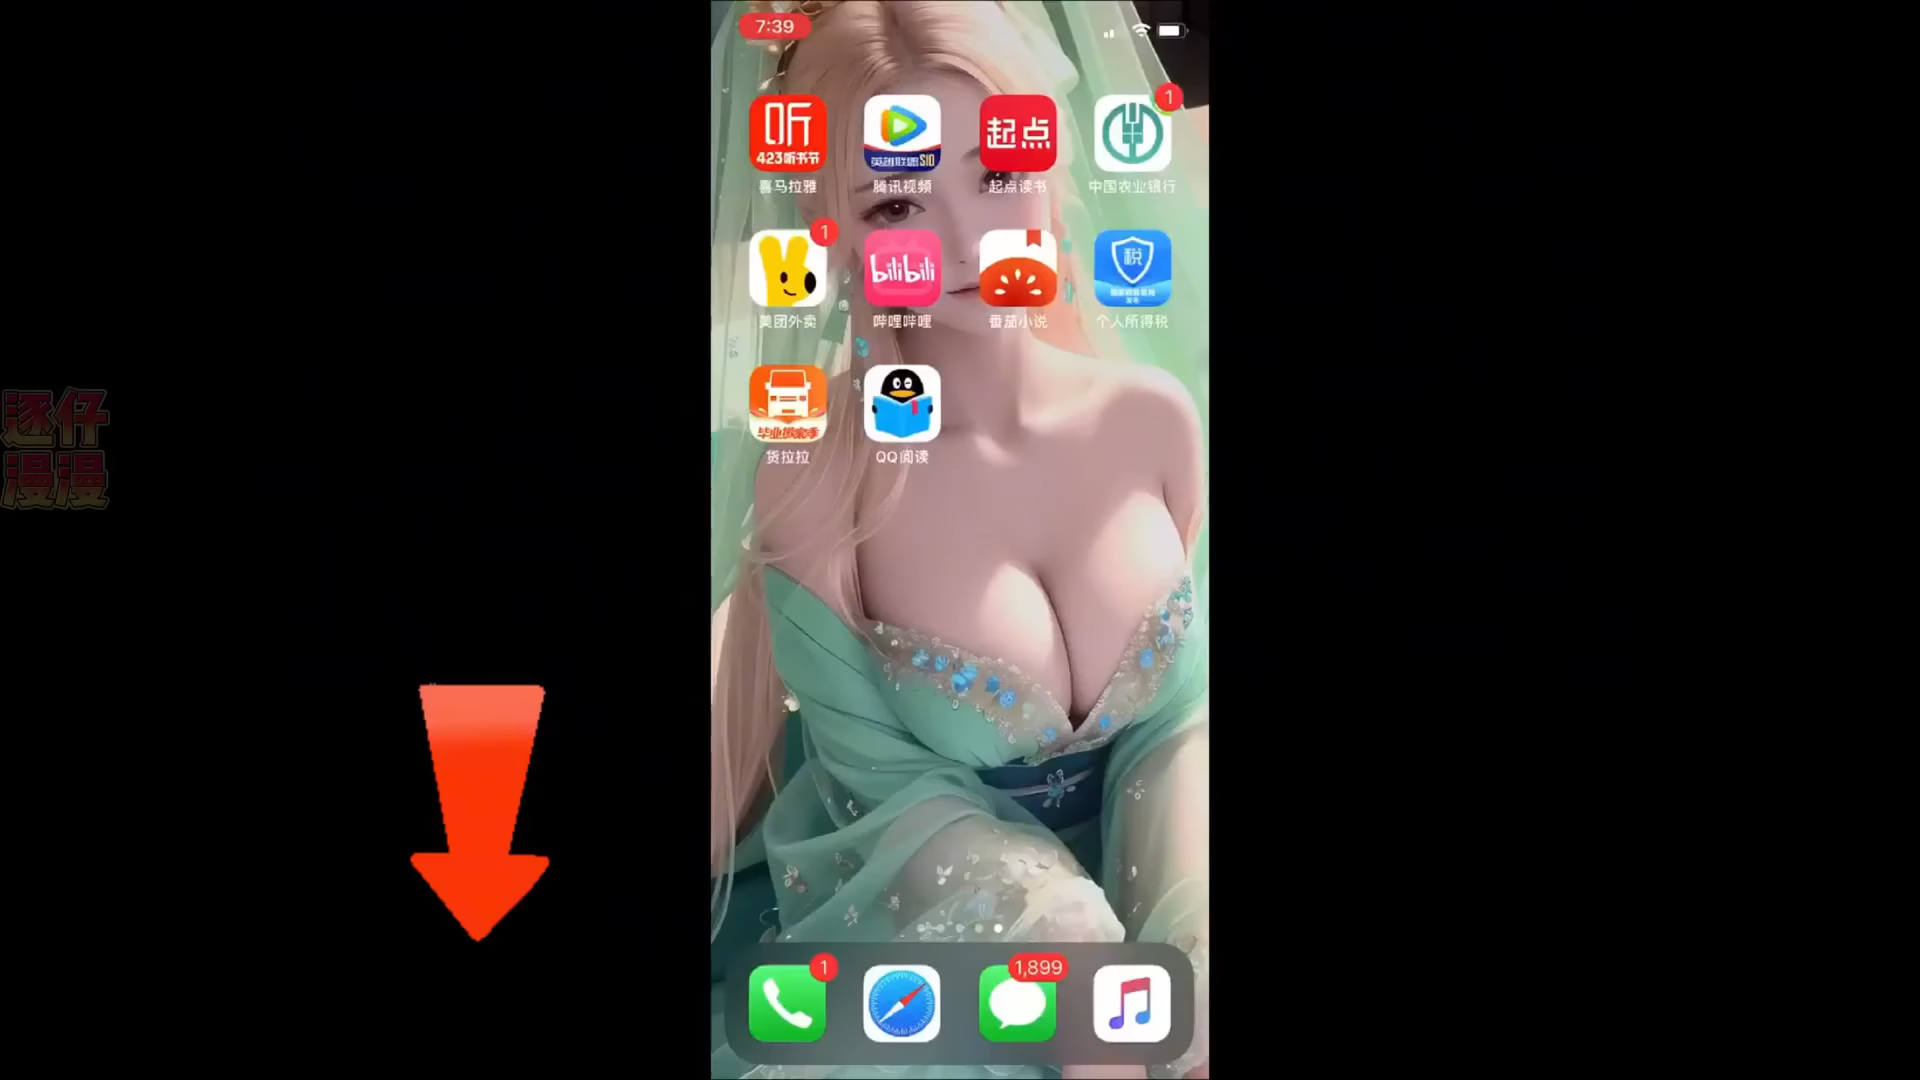 7:39
听
423听书节
喜马拉雅
英雄联盟S10
腾讯视频
起点
起点读书
1
中国农业银行
1
美团外卖
bilibili
哔哩哔哩
番茄小说
税
个人所得税
毕业搬家季
货拉拉
QQ阅读
逐仔
漫漫
1
1,899